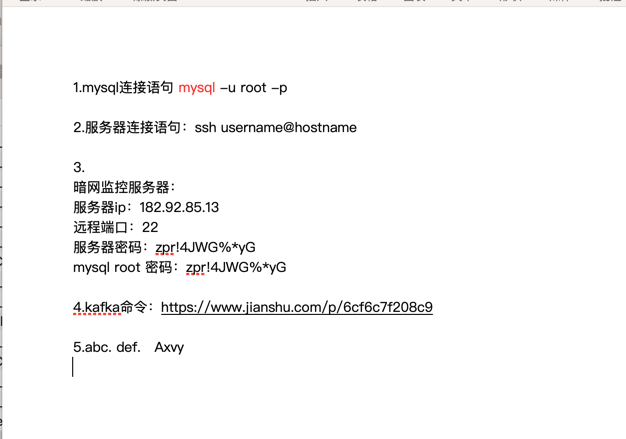 1.mysql连接语句 mysql -u root -p
2.服务器连接语句：ssh username@hostname
3.
暗网监控服务器：
服务器ip：182.92.85.13
远程端口：22
服务器密码：zpr!4JWG%*yG
mysql root 密码：zpr!4JWG%*yG
4.kafka命令：https://www.jianshu.com/p/6cf6c7f208c9
5.abc. def. Axvy